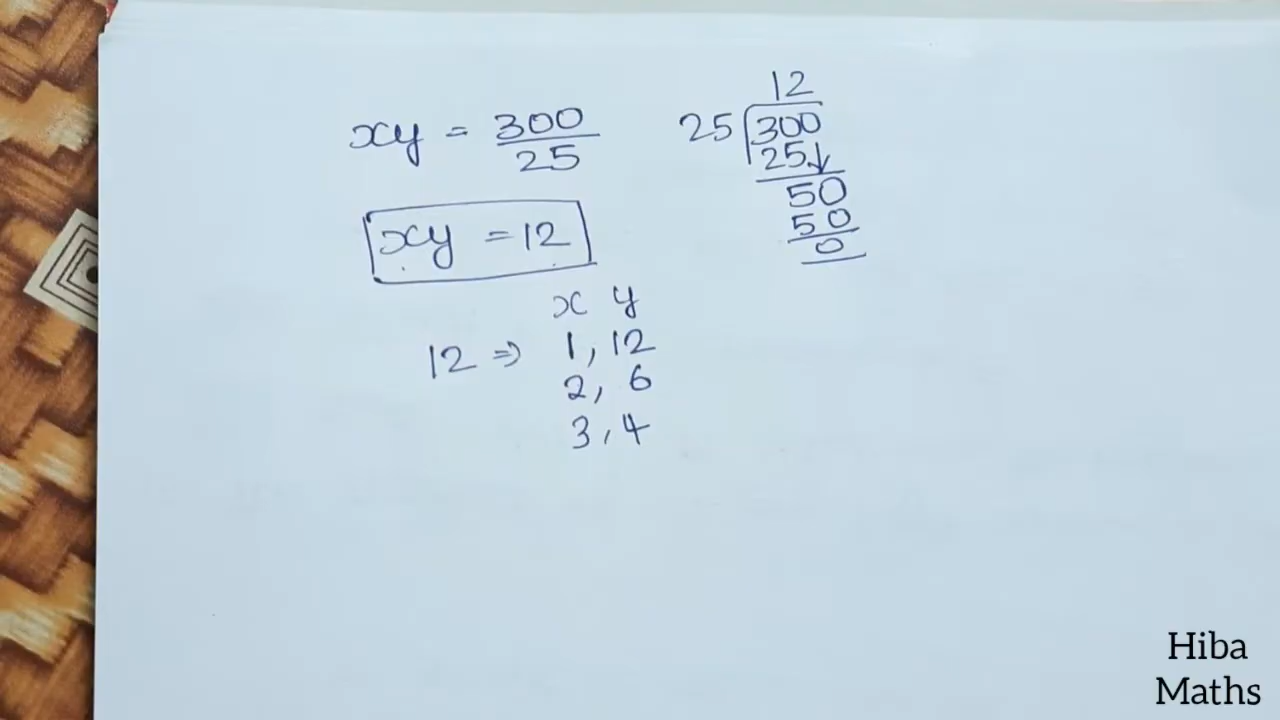 xy = 300/25
xy = 12
12
25 300
25↓
50
50
0
x y
12 ⇒ 1, 12
2, 6
3, 4
Hiba
Maths